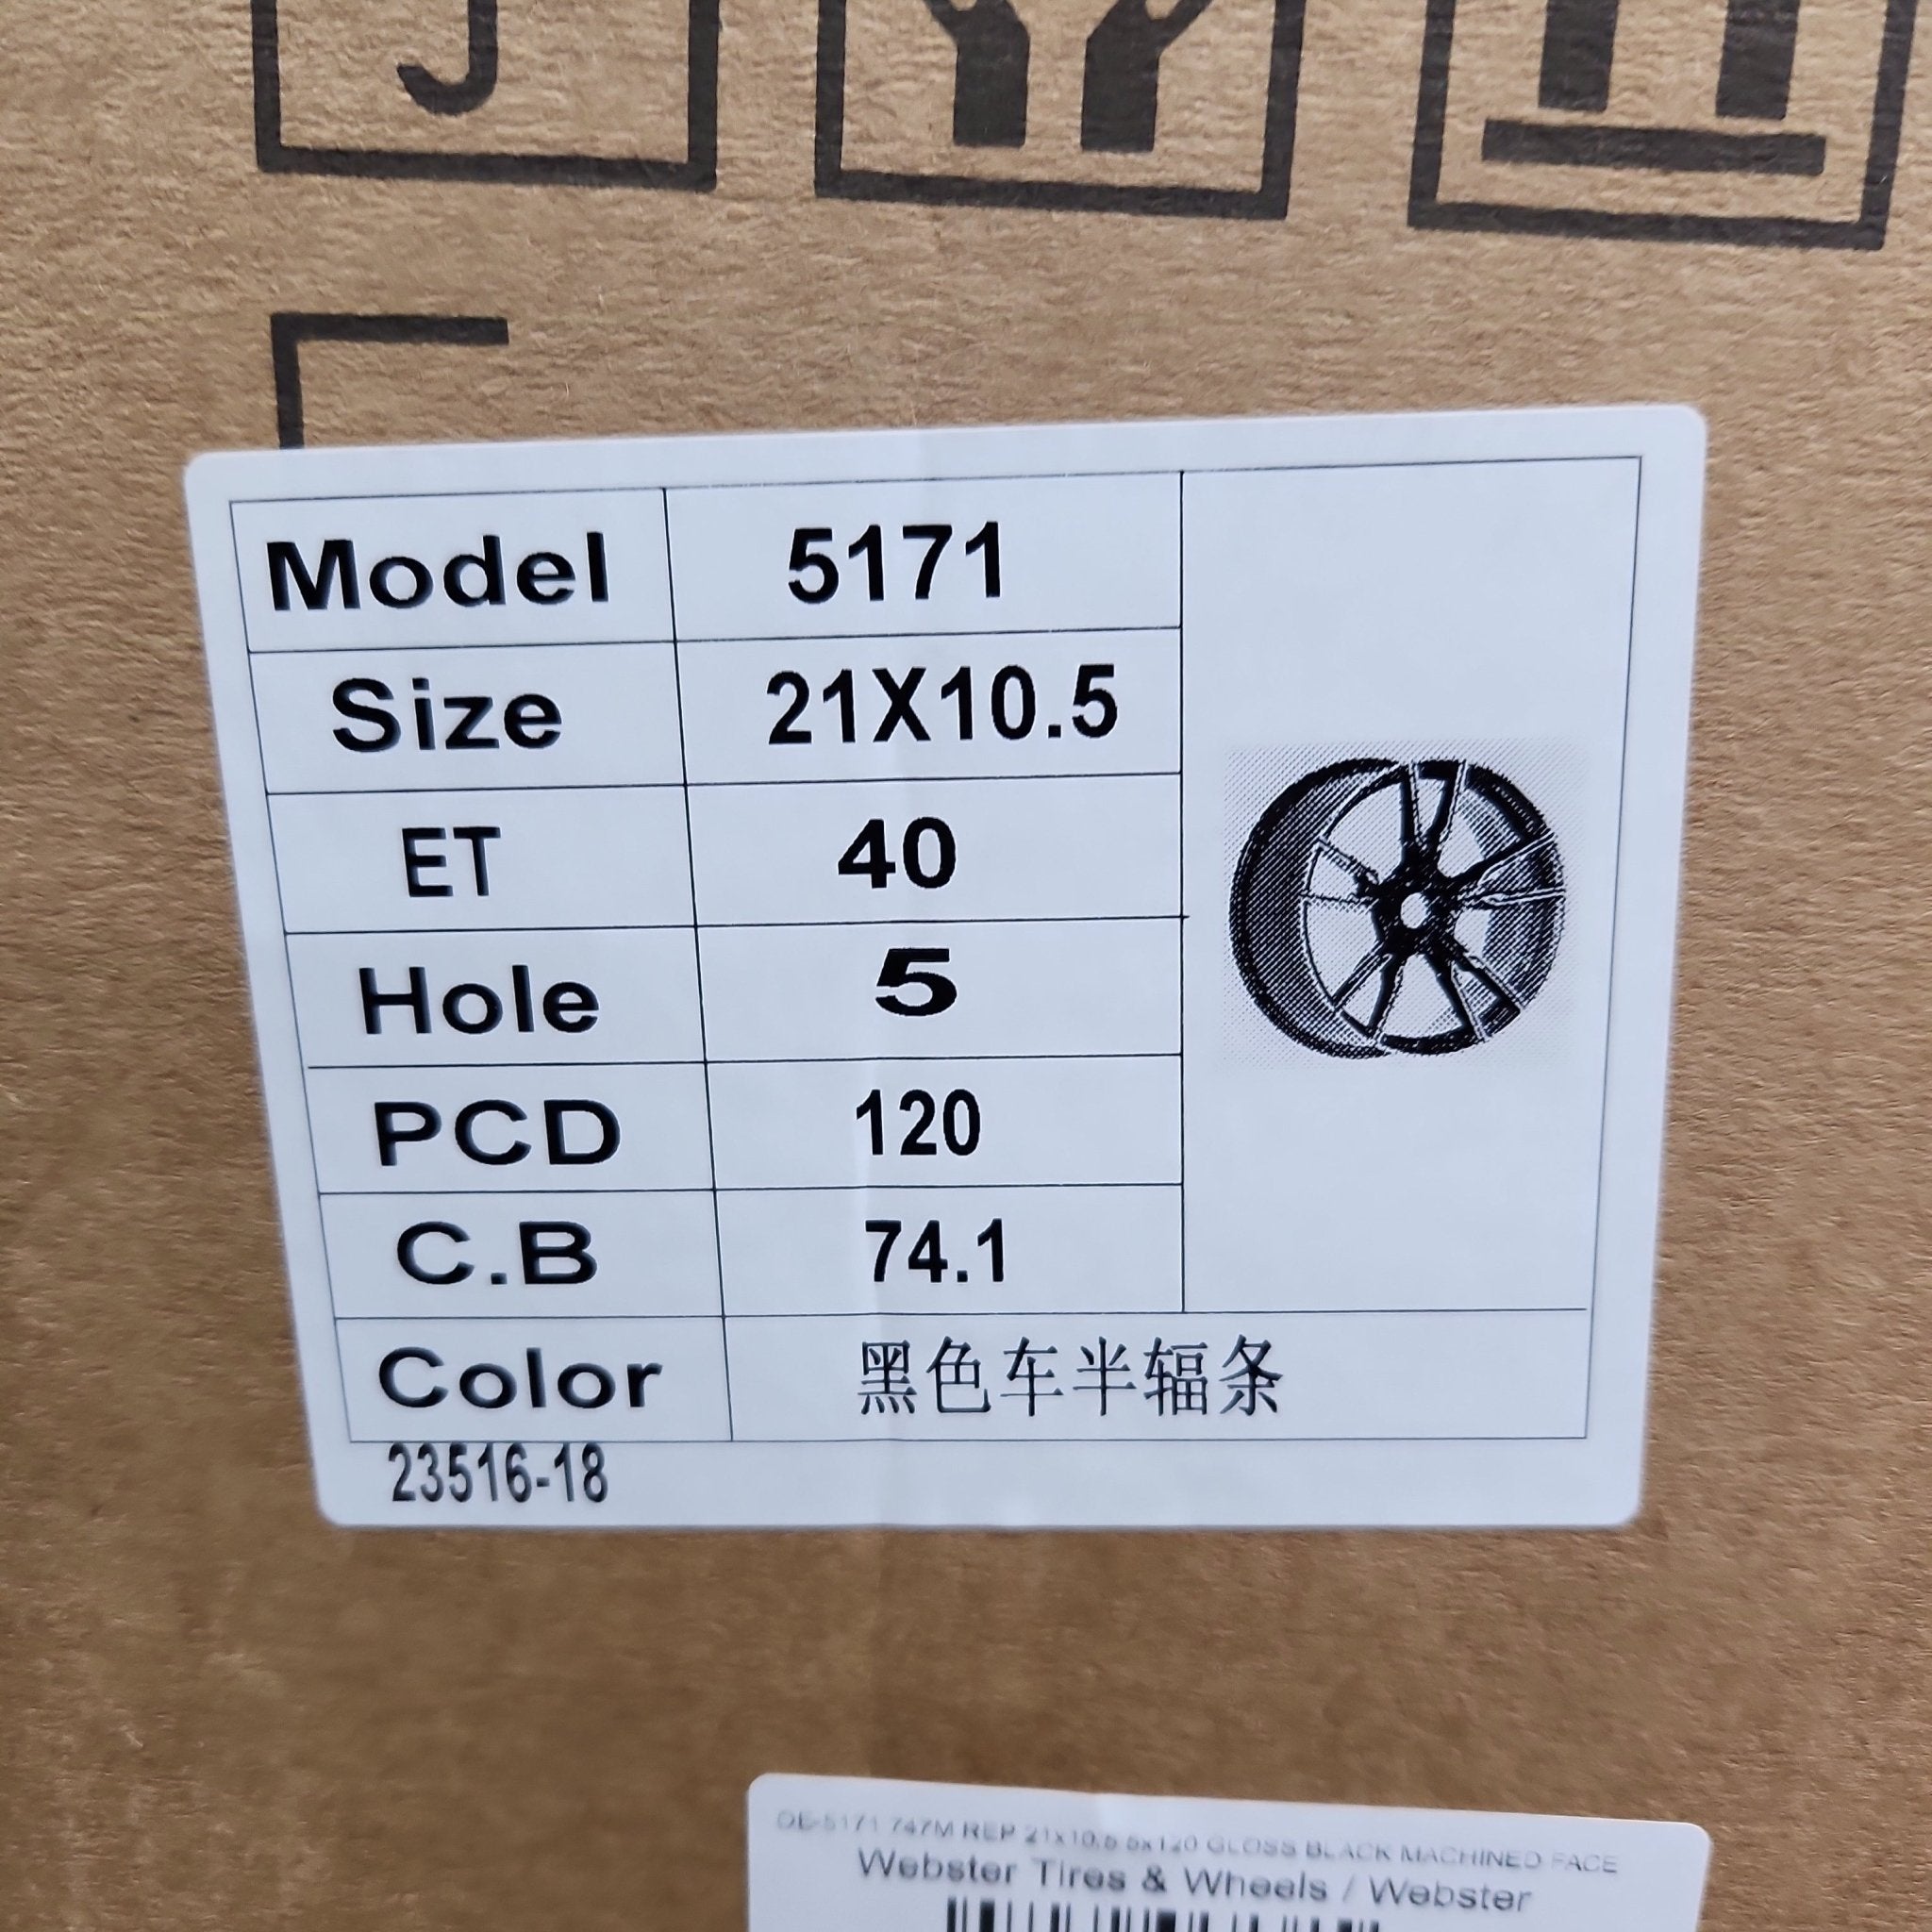 Model 5171
Size 21X10.5
ET 40
Hole 5
PCD 120
C.B 74.1
Color 黑色车半辐条
23516-18
OE-5171 747M REP 21x10.5 5x120 GLOSS BLACK MACHINED FACE
Webster Tires & Wheels / Webster